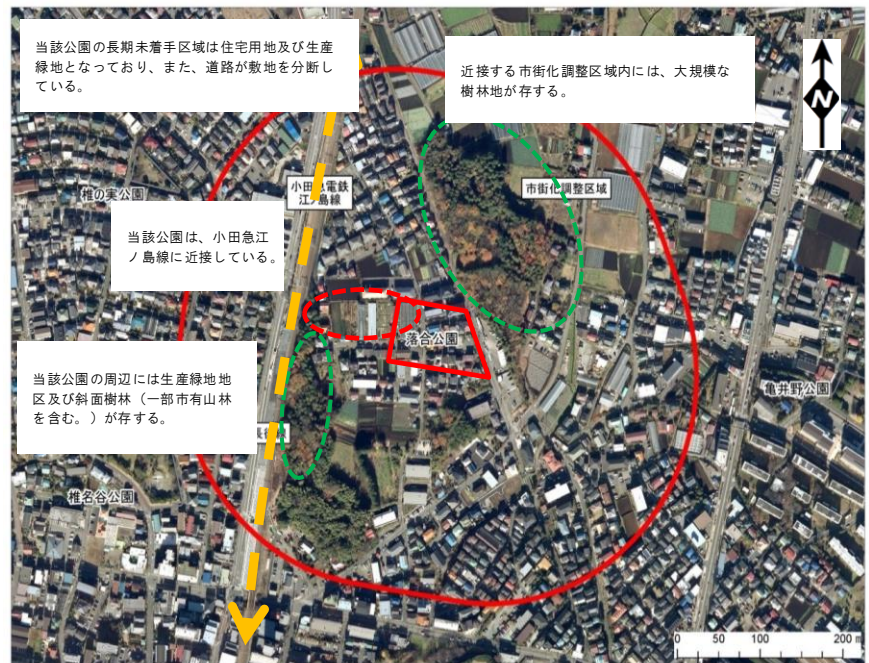 当該公園の長期未着手区域は住宅用地及び生産
緑地となっており、また、道路が敷地を分断し
ている。
近接する市街化調整区域内には、大規模な
樹林地が存する。
N
小田急電鉄
江ノ島線
市街化調整区域
椎の実公園
当該公園は、小田急江
ノ島線に近接している。
落合公園
当該公園の周辺には生産緑地地
区及び斜面樹林（一部市有山林
を含む。）が存する。
亀井野公園
椎名谷公園
0 50 100 200 m